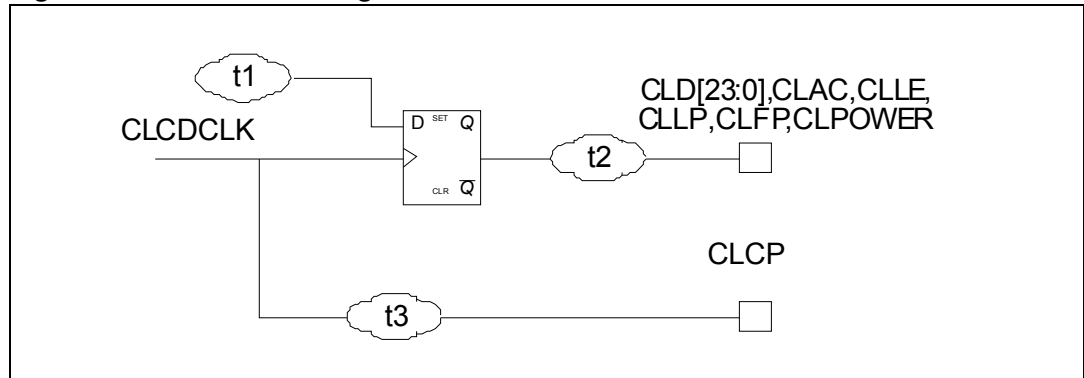 t1
CLD[23:0],CLAC,CLLE,
CLLP,CLFP,CLPOWER
CLCDCLK
D SET Q
t2
CLR Q
CLCP
t3